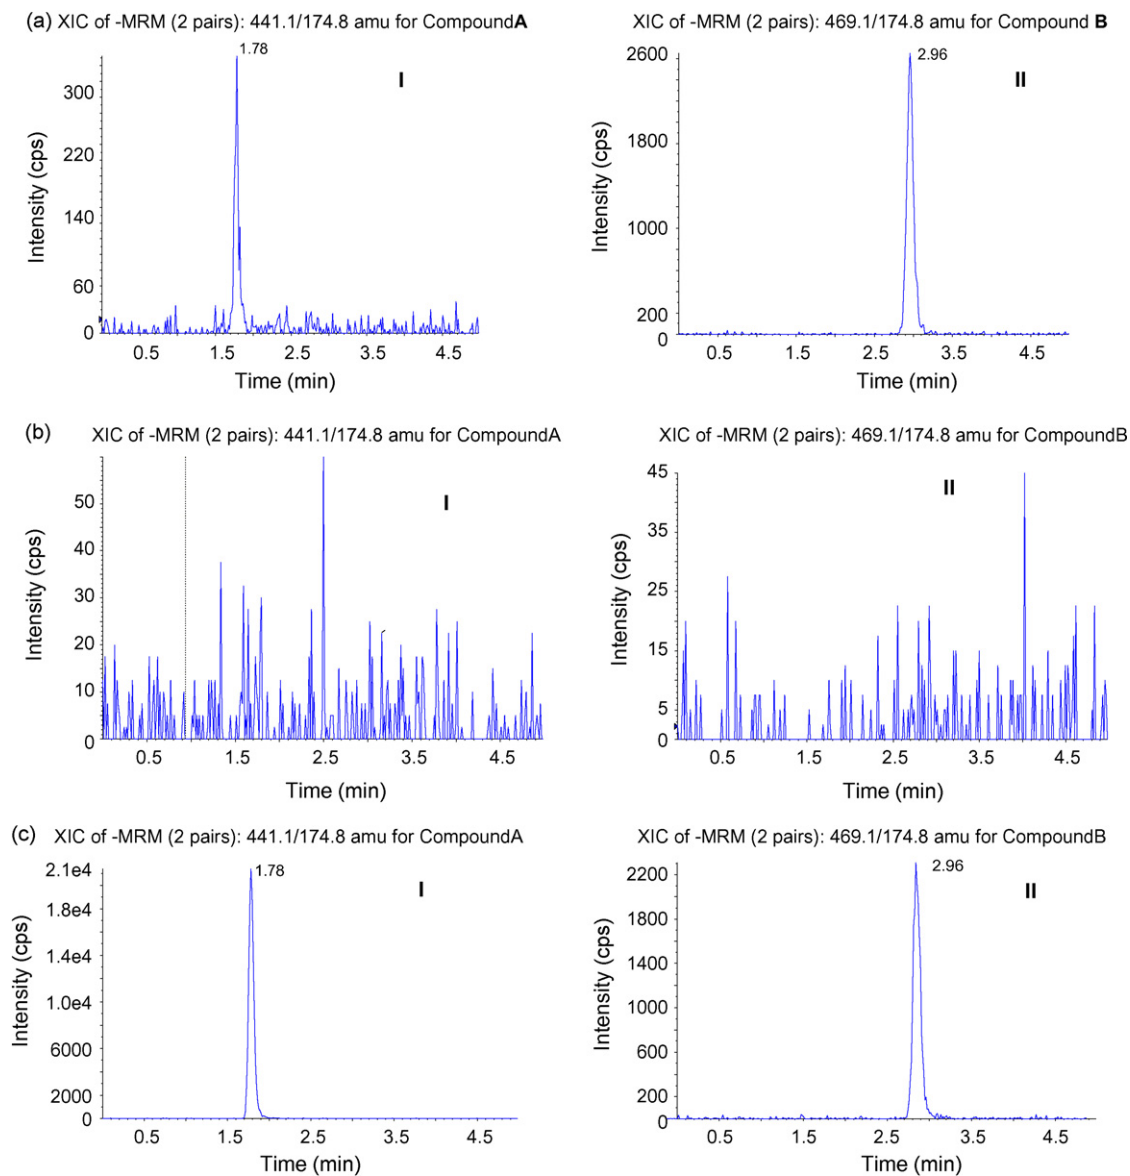 (a) XIC of -MRM (2 pairs): 441.1/174.8 amu for CompoundA
1.78
I
300
220
140
60
0
Intensity (cps)
0.5 1.5 2.5 3.5 4.5
Time (min)
XIC of -MRM (2 pairs): 469.1/174.8 amu for Compound B
2.96
II
2600
1800
1000
200
0
Intensity (cps)
0.5 1.5 2.5 3.5 4.5
Time (min)
(b) XIC of -MRM (2 pairs): 441.1/174.8 amu for CompoundA
I
50
40
30
20
10
0
Intensity (cps)
0.5 1.5 2.5 3.5 4.5
Time (min)
XIC of -MRM (2 pairs): 469.1/174.8 amu for CompoundB
II
45
35
25
15
5
0
Intensity (cps)
0.5 1.5 2.5 3.5 4.5
Time (min)
(c) XIC of -MRM (2 pairs): 441.1/174.8 amu for CompoundA
1.78
I
2.1e4
1.8e4
1.4e4
1.0e4
6000
2000
0
Intensity (cps)
0.5 1.5 2.5 3.5 4.5
Time (min)
XIC of -MRM (2 pairs): 469.1/174.8 amu for CompoundB
2.96
II
2200
1800
1400
1000
600
200
0
Intensity (cps)
0.5 1.5 2.5 3.5 4.5
Time (min)